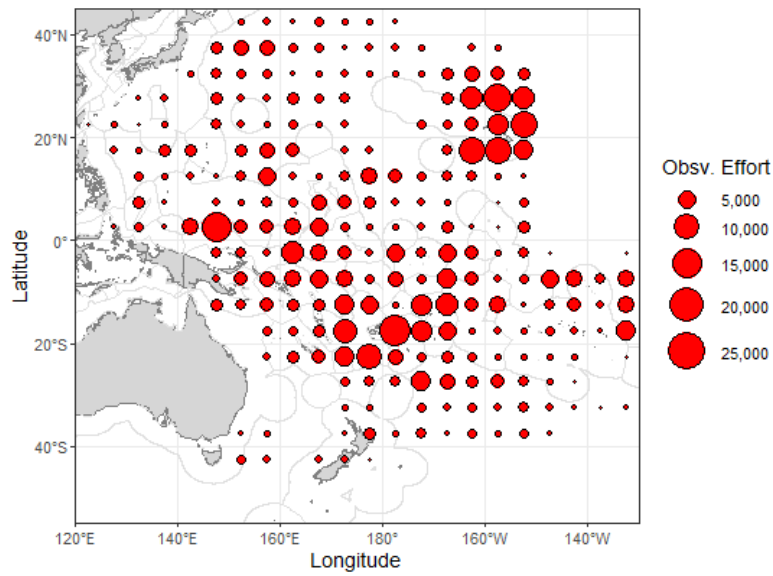 40°N
20°N
0°
20°S
40°S
Latitude
120°E
140°E
160°E
180°
160°W
140°W
Longitude
Obsv. Effort
5,000
10,000
15,000
20,000
25,000